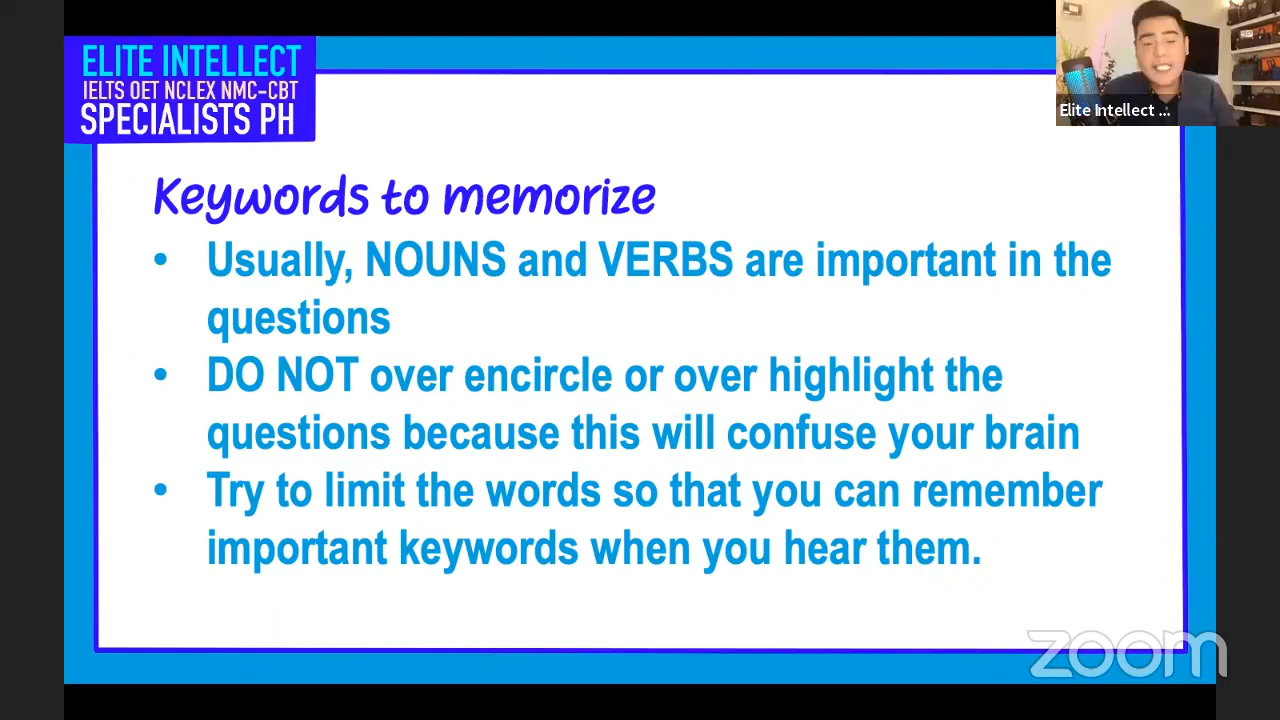 ELITE INTELLECT
IELTS OET NCLEX NMC-CBT
SPECIALISTS PH
Elite Intellect ...
Keywords to memorize
• Usually, NOUNS and VERBS are important in the
questions
• DO NOT over encircle or over highlight the
questions because this will confuse your brain
• Try to limit the words so that you can remember
important keywords when you hear them.
zoom